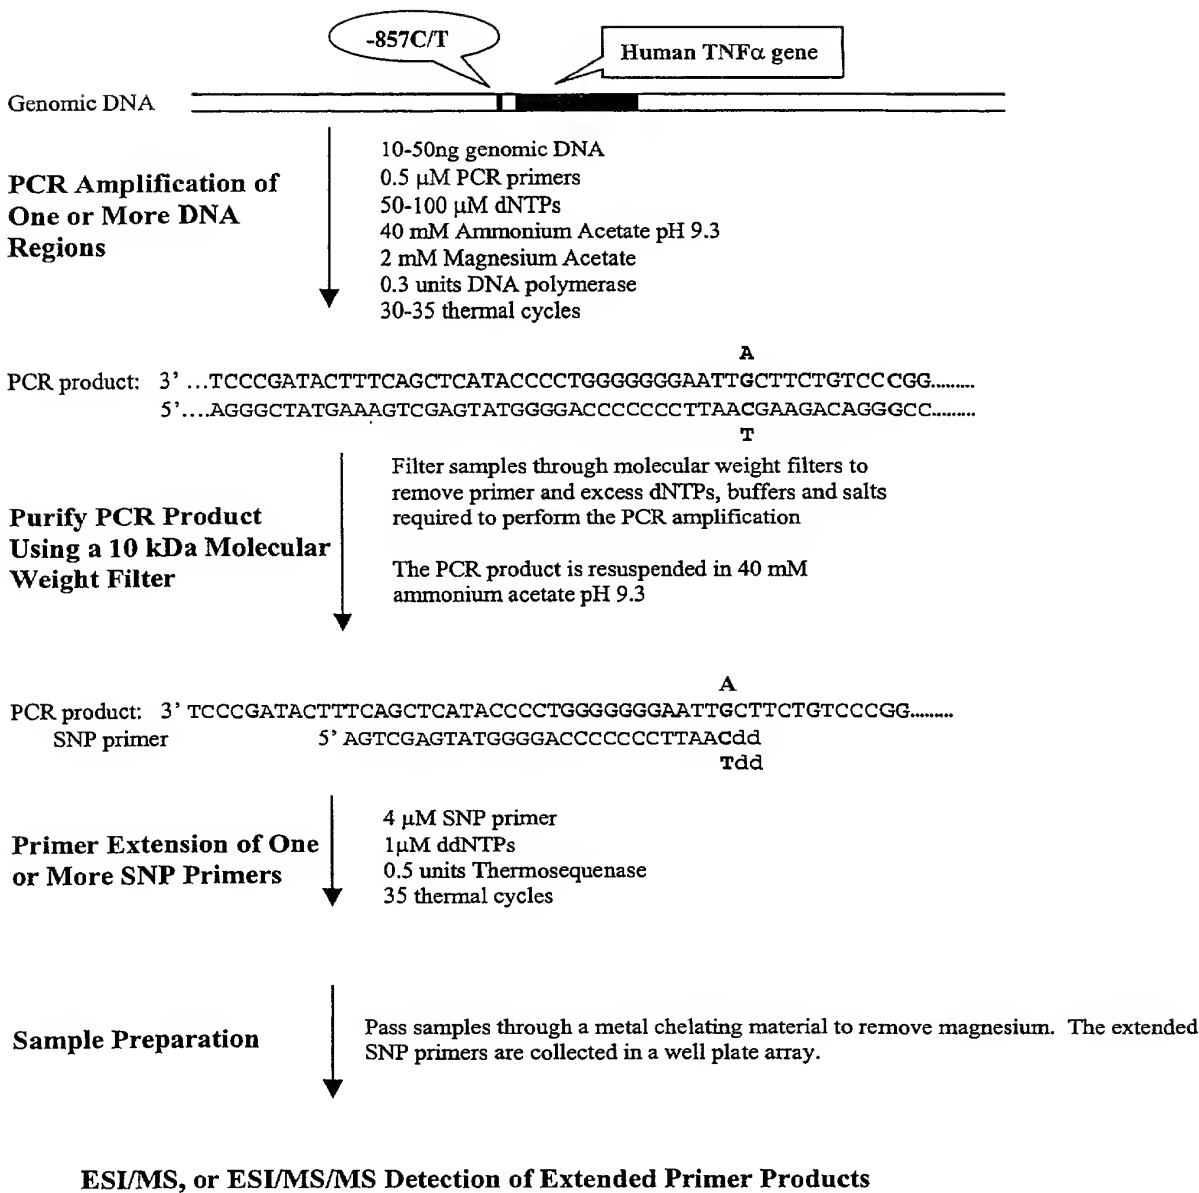 -857C/T
Human TNFα gene
Genomic DNA
PCR Amplification of
One or More DNA
Regions
10-50ng genomic DNA
0.5 µM PCR primers
50-100 µM dNTPs
40 mM Ammonium Acetate pH 9.3
2 mM Magnesium Acetate
0.3 units DNA polymerase
30-35 thermal cycles
A
PCR product: 3’ ...TCCCGATACTTTCAGCTCATACCCCTGGGGGGGAATTGCTTCTGTCCCGG.........
5’....AGGGCTATGAAAGTCGAGTATGGGGACCCCCCCTTAACGAAGACAGGGCC.........
T
Purify PCR Product
Using a 10 kDa Molecular
Weight Filter
Filter samples through molecular weight filters to
remove primer and excess dNTPs, buffers and salts
required to perform the PCR amplification
The PCR product is resuspended in 40 mM
ammonium acetate pH 9.3
A
PCR product: 3’ TCCCGATACTTTCAGCTCATACCCCTGGGGGGGAATTGCTTCTGTCCCGG.........
SNP primer 5’ AGTCGAGTATGGGGACCCCCCCTTAACdd
Tdd
Primer Extension of One
or More SNP Primers
4 µM SNP primer
1µM ddNTPs
0.5 units Thermosequenase
35 thermal cycles
Sample Preparation
Pass samples through a metal chelating material to remove magnesium. The extended
SNP primers are collected in a well plate array.
ESI/MS, or ESI/MS/MS Detection of Extended Primer Products